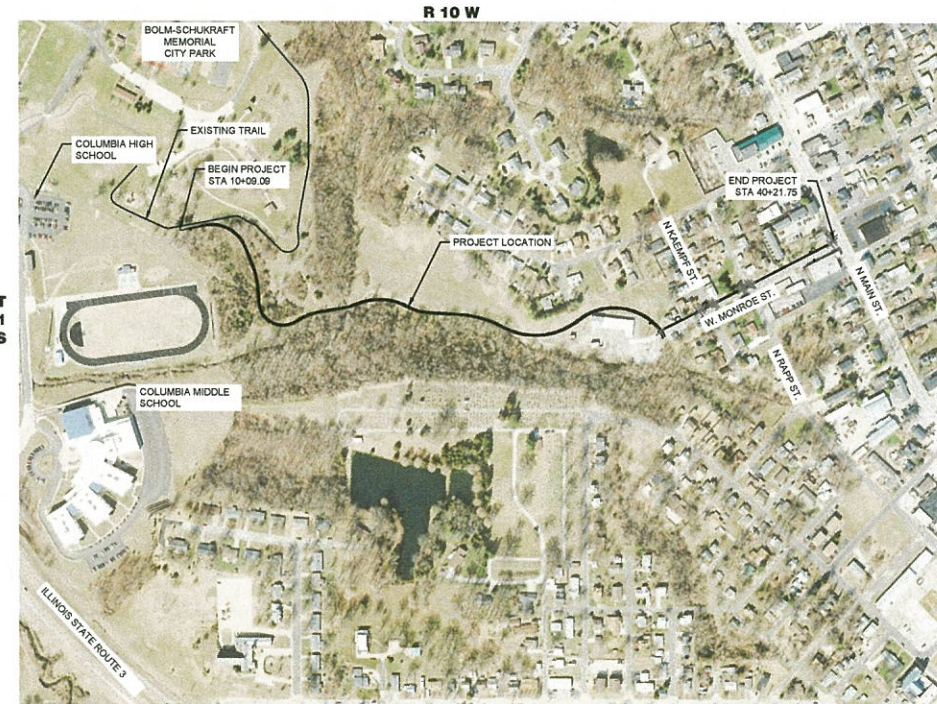 R 10 W
BOLM-SCHUKRAFT
MEMORIAL
CITY PARK
EXISTING TRAIL
COLUMBIA HIGH
SCHOOL
BEGIN PROJECT
STA 10+09.09
END PROJECT
STA 40+21.75
PROJECT LOCATION
N KAEMPF ST.
W. MONROE ST.
N MAIN ST.
N RAPP ST.
T
1
S
COLUMBIA MIDDLE
SCHOOL
ILLINOIS STATE ROUTE 3